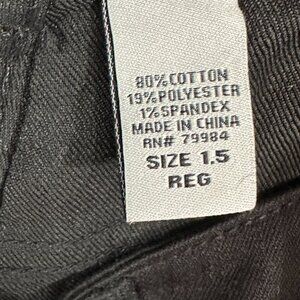 80% COTTON
19% POLYESTER
1% SPANDEX
MADE IN CHINA
RN# 79984
SIZE 1.5
REG